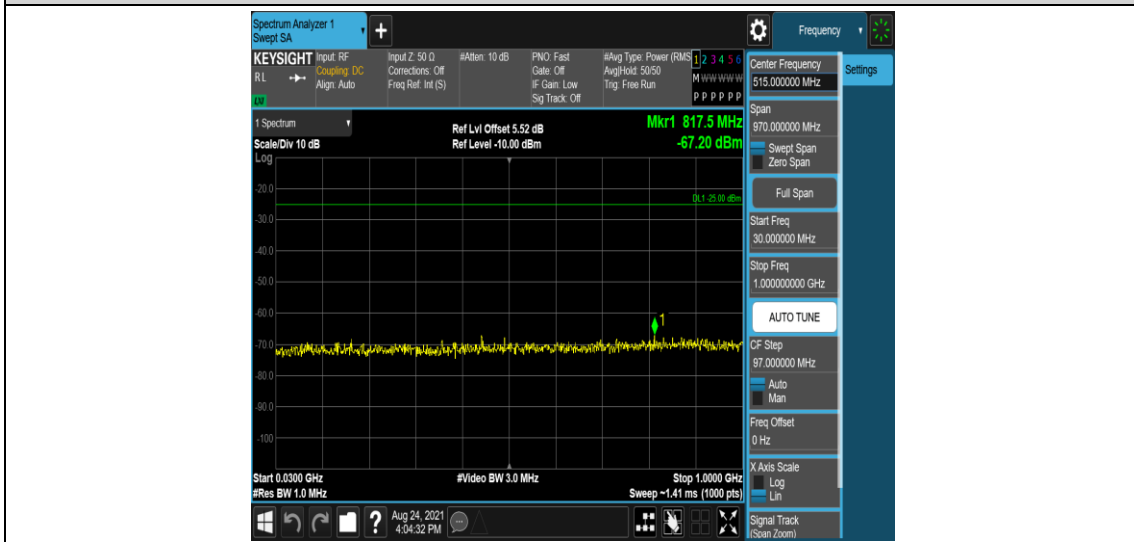 Spectrum Analyzer 1
Swept SA
+
Frequency
KEYSIGHT
RL
LXI
Input: RF
Coupling: DC
Align: Auto
Input Z: 50 Ω
Corrections: Off
Freq Ref: Int (S)
#Atten: 10 dB
PNO: Fast
Gate: Off
IF Gain: Low
Sig Track: Off
#Avg Type: Power (RMS
Avg|Hold: 50/50
Trig: Free Run
1 2 3 4 5 6
M W W W W W
P P P P P P
1 Spectrum
Scale/Div 10 dB
Log
Ref Lvl Offset 5.52 dB
Ref Level -10.00 dBm
Mkr1 817.5 MHz
-67.20 dBm
-20.0
DL1 -25.00 dBm
-30.0
-40.0
-50.0
-60.0
1
-70.0
-80.0
-90.0
-100
Start 0.0300 GHz
#Res BW 1.0 MHz
#Video BW 3.0 MHz
Stop 1.0000 GHz
Sweep ~1.41 ms (1000 pts)
?
Aug 24, 2021
4:04:32 PM
Center Frequency
515.000000 MHz
Settings
Span
970.000000 MHz
Swept Span
Zero Span
Full Span
Start Freq
30.000000 MHz
Stop Freq
1.000000000 GHz
AUTO TUNE
CF Step
97.000000 MHz
Auto
Man
Freq Offset
0 Hz
X Axis Scale
Log
Lin
Signal Track
(Span Zoom)